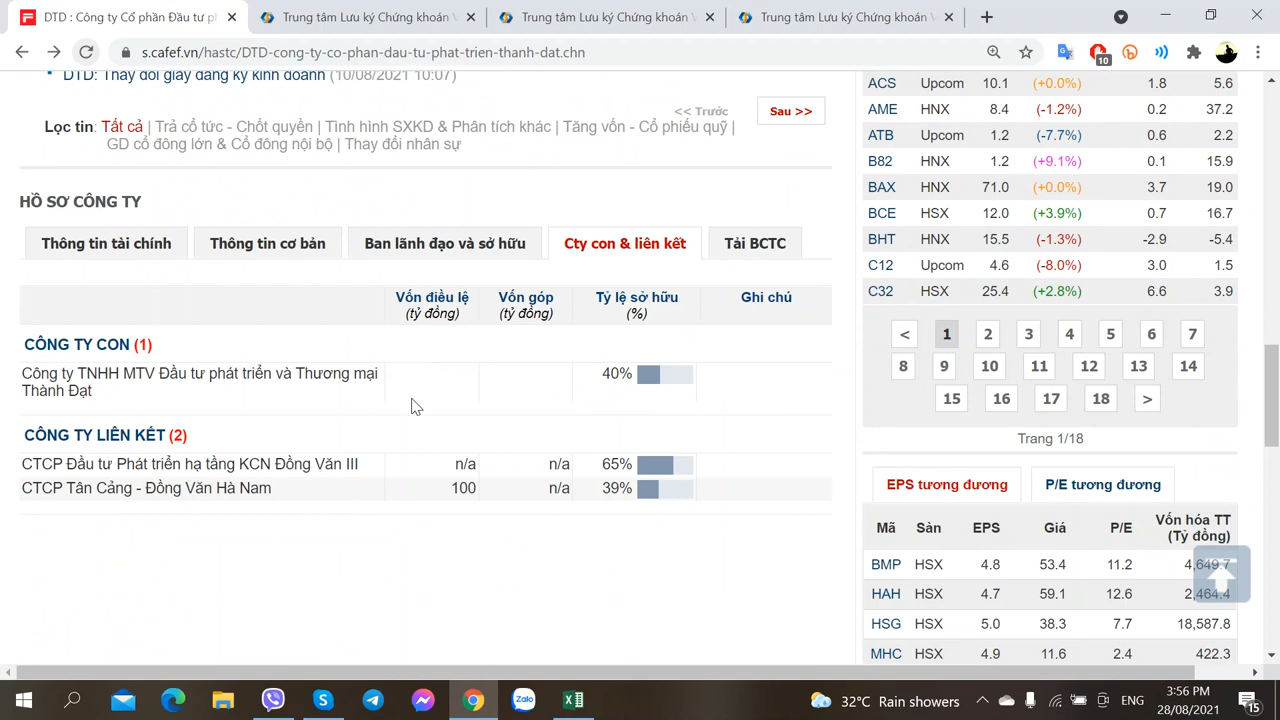 DTD : Công ty Cổ phần Đầu tư ph
Trung tâm Lưu ký Chứng khoán V
Trung tâm Lưu ký Chứng khoán V
Trung tâm Lưu ký Chứng khoán V
s.cafef.vn/hastc/DTD-cong-ty-co-phan-dau-tu-phat-trien-thanh-dat.chn
10
DTD: Thay đổi giấy đăng ký kinh doanh (10/08/2021 10:07)
<< Trước
Sau >>
Lọc tin: Tất cả | Trả cổ tức - Chốt quyền | Tình hình SXKD & Phân tích khác | Tăng vốn - Cổ phiếu quỹ |
GD cổ đông lớn & Cổ đông nội bộ | Thay đổi nhân sự
HỒ SƠ CÔNG TY
Thông tin tài chính
Thông tin cơ bản
Ban lãnh đạo và sở hữu
Cty con & liên kết
Tải BCTC
Vốn điều lệ (tỷ đồng)
Vốn góp (tỷ đồng)
Tỷ lệ sở hữu (%)
Ghi chú
CÔNG TY CON (1)
Công ty TNHH MTV Đầu tư phát triển và Thương mại
Thành Đạt
40%
CÔNG TY LIÊN KẾT (2)
CTCP Đầu tư Phát triển hạ tầng KCN Đồng Văn III n/a n/a 65%
CTCP Tân Cảng - Đồng Văn Hà Nam 100 n/a 39%
ACS Upcom 10.1 (+0.0%) 1.8 5.6
AME HNX 8.4 (-1.2%) 0.2 37.2
ATB Upcom 1.2 (-7.7%) 0.6 2.2
B82 HNX 1.2 (+9.1%) 0.1 15.9
BAX HNX 71.0 (+0.0%) 3.7 19.0
BCE HSX 12.0 (+3.9%) 0.7 16.7
BHT HNX 15.5 (-1.3%) -2.9 -5.4
C12 Upcom 4.6 (-8.0%) 3.0 1.5
C32 HSX 25.4 (+2.8%) 6.6 3.9
< 1 2 3 4 5 6 7
8 9 10 11 12 13 14
15 16 17 18 >
Trang 1/18
EPS tương đương
P/E tương đương
Mã Sàn EPS Giá P/E Vốn hóa TT (Tỷ đồng)
BMP HSX 4.8 53.4 11.2 4,649.7
HAH HSX 4.7 59.1 12.6 2,464.4
HSG HSX 5.0 38.3 7.7 18,587.8
MHC HSX 4.9 11.6 2.4 422.3
Zalo
32°C Rain showers
ENG
3:56 PM
28/08/2021
15